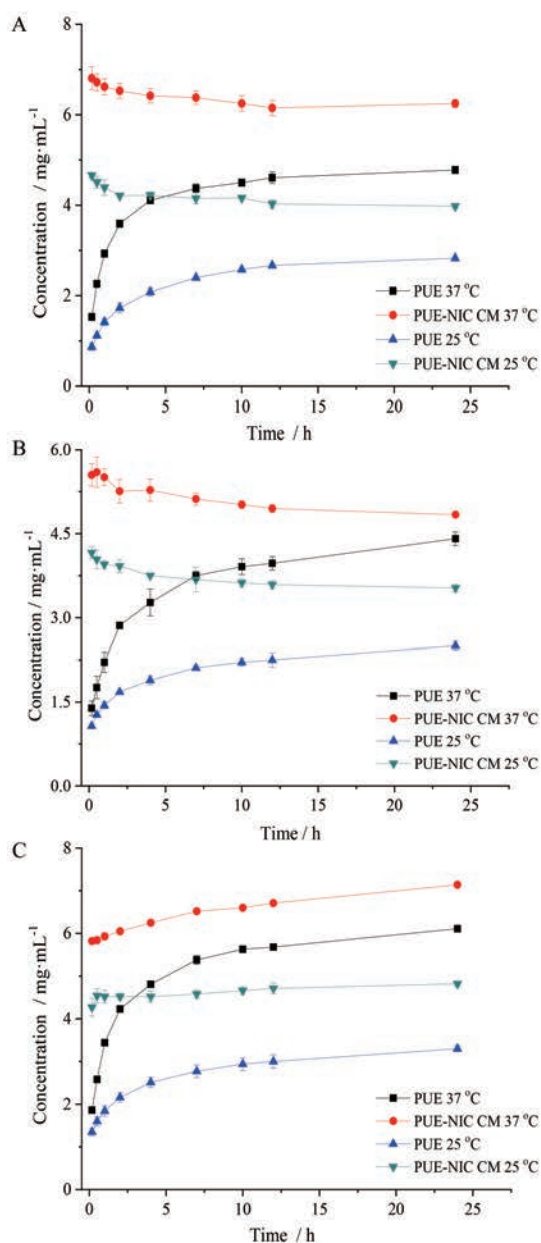 A
8
6
4
2
0
Concentration / mg·mL⁻¹
PUE 37 °C
PUE-NIC CM 37 °C
PUE 25 °C
PUE-NIC CM 25 °C
0 5 10 15 20 25
Time / h
B
6.0
4.5
3.0
1.5
0.0
Concentration / mg·mL⁻¹
PUE 37 °C
PUE-NIC CM 37 °C
PUE 25 °C
PUE-NIC CM 25 °C
0 5 10 15 20 25
Time / h
C
8
6
4
2
0
Concentration / mg·mL⁻¹
PUE 37 °C
PUE-NIC CM 37 °C
PUE 25 °C
PUE-NIC CM 25 °C
0 5 10 15 20 25
Time / h